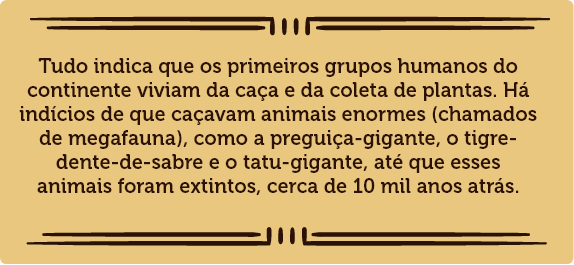 Tudo indica que os primeiros grupos humanos do
continente viviam da caça e da coleta de plantas. Há
indícios de que caçavam animais enormes (chamados
de megafauna), como a preguiça-gigante, o tigre-
dente-de-sabre e o tatu-gigante, até que esses
animais foram extintos, cerca de 10 mil anos atrás.